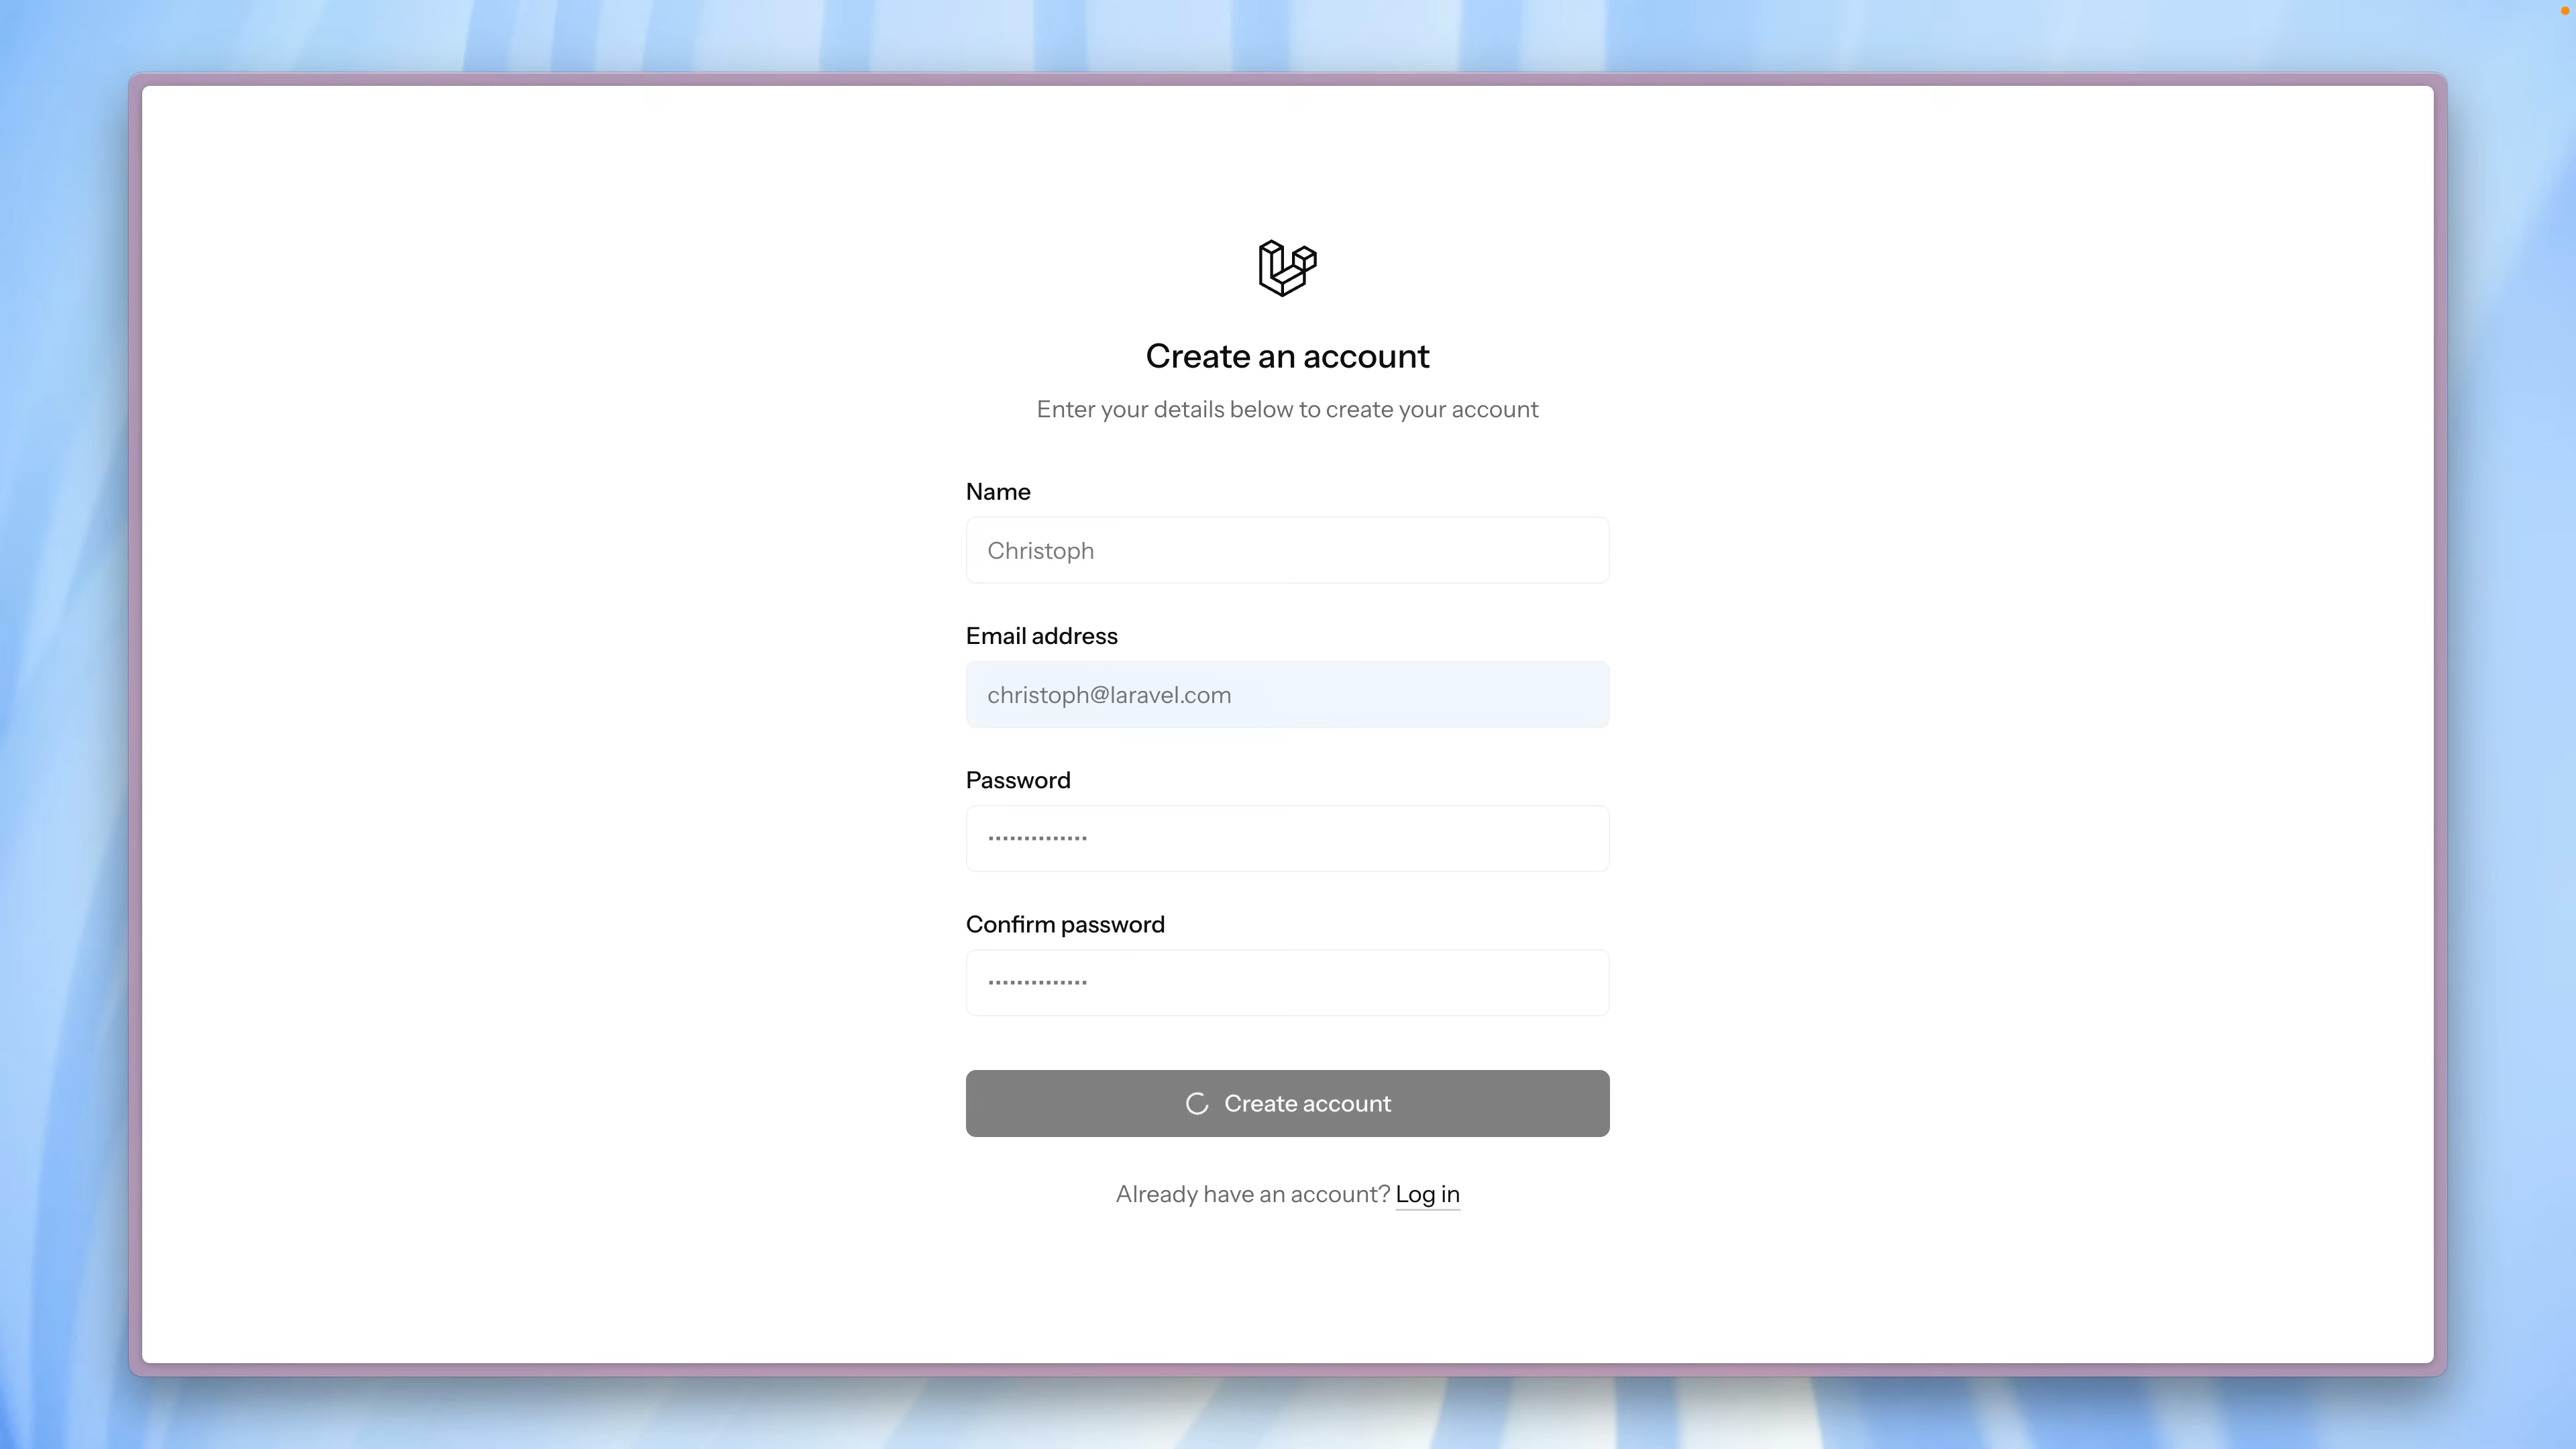 Create an account
Enter your details below to create your account
Name
Christoph
Email address
christoph@laravel.com
Password
••••••••••••••
Confirm password
••••••••••••••
Create account
Already have an account? Log in